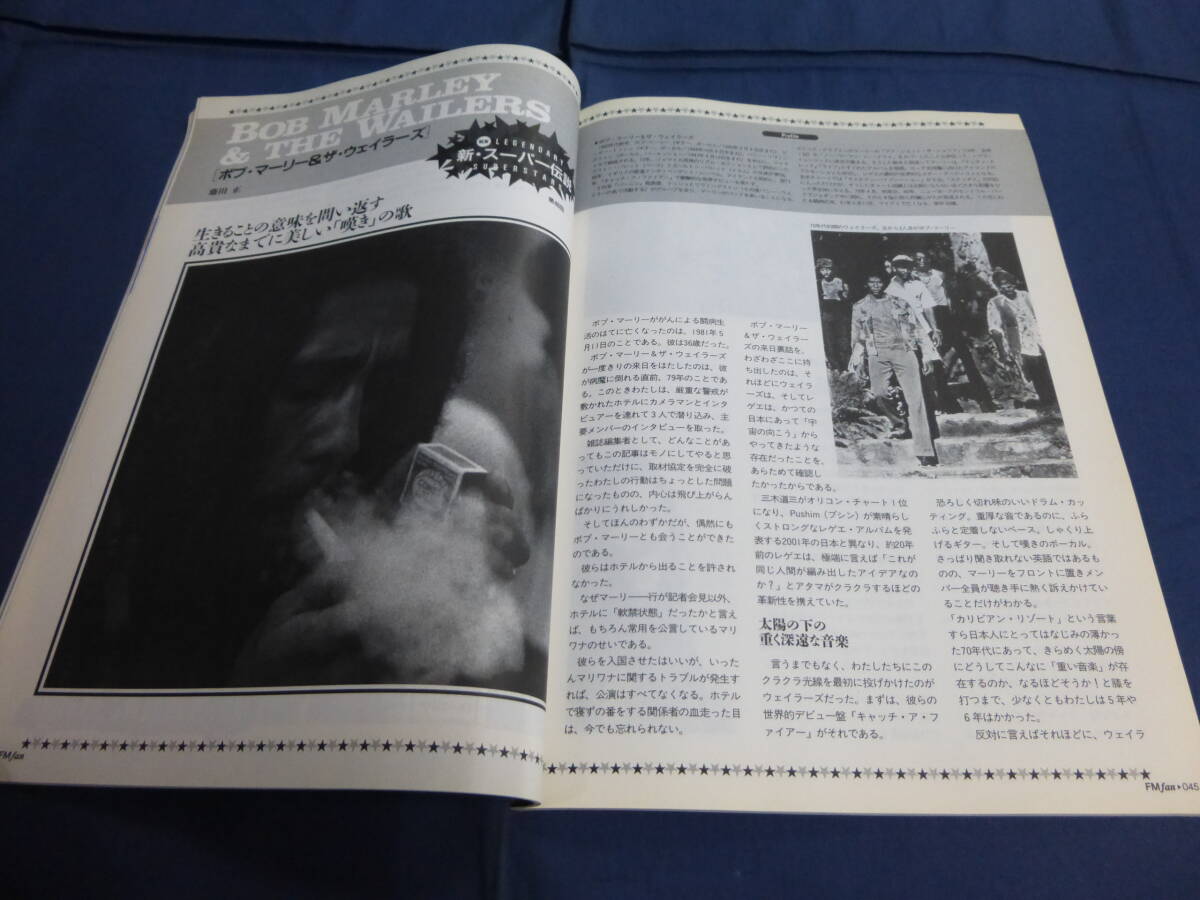 BOB MARLEY
& THE WAILERS
[ボブ・マーリー&ザ・ウェイラーズ]
藤田 正
LEGENDARY
新・スーパー伝説
SUPERSTAR
生きることの意味を問い返す
高貴なまでに美しい「嘆き」の歌
FMfan
Profile
●ボブ・マーリー&ザ・ウェイラーズ
ボブ・マーリーががんによる闘病生
活のはてに亡くなったのは、1981年5
月11日のことである。彼は36歳だった。
ボブ・マーリー&ザ・ウェイラーズ
が一度きりの来日をはたしたのは、彼
が病魔に倒れる直前、79年のことであ
る。このときわたしは、厳重な警戒が
敷かれたホテルにカメラマンとインタ
ビュアーを連れて3人で潜り込み、主
要メンバーのインタビューを取った。
雑誌編集者として、どんなことがあ
ってもこの記事はモノにしてやると思
っていただけに、取材協定を完全に破
ったわたしの行動はちょっとした問題
になったものの、内心は飛び上がらん
ばかりにうれしかった。
そしてほんのわずかだが、偶然にも
ボブ・マーリーとも会うことができた
のである。
彼らはホテルから出ることを許され
なかった。
なぜマーリー一行が記者会見以外、
ホテルに「軟禁状態」だったかと言え
ば、もちろん常用を公言しているマリ
ワナのせいである。
彼らを入国させたはいいが、いった
んマリワナに関するトラブルが発生す
れば、公演はすべてなくなる。ホテル
で寝ずの番をする関係者の血走った目
は、今でも忘れられない。
ボブ・マーリー
&ザ・ウェイラー
ズの来日裏話を、
わざわざここに持
ち出したのは、そ
れほどにウェイラ
ーズは、そしてレ
ゲエは、かつての
日本にあって「宇
宙の向こう」から
やってきたような
存在だったことを、
あらためて確認し
たかったからである。
三木道三がオリコン・チャート1位
になり、Pushim(プシン)が素晴らし
くストロングなレゲエ・アルバムを発
表する2001年の日本と異なり、約20年
前のレゲエは、極端に言えば「これが
同じ人間が編み出したアイデアなの
か?」とアタマがクラクラするほどの
革新性を携えていた。
太陽の下の
重く深遠な音楽
言うまでもなく、わたしたちにこの
クラクラ光線を最初に投げかけたのが
ウェイラーズだった。まずは、彼らの
世界的デビュー盤「キャッチ・ア・フ
ァイアー」がそれである。
恐ろしく切れ味のいいドラム・カッ
ティング。重厚な音であるのに、ふら
ふらと定着しないベース。しゃくり上
げるギター。そして嘆きのボーカル。
さっぱり聞き取れない英語ではあるも
のの、マーリーをフロントに置きメン
バー全員が聴き手に熱く訴えかけてい
ることだけがわかる。
「カリビアン・リゾート」という言葉
すら日本人にとってはなじみの薄かっ
た70年代にあって、きらめく太陽の傍
にどうしてこんなに「重い音楽」が存
在するのか、なるほどそうか!と膝を
打つまで、少なくともわたしは5年や
6年はかかった。
反対に言えばそれほどに、ウェイラ
FMfan▶045